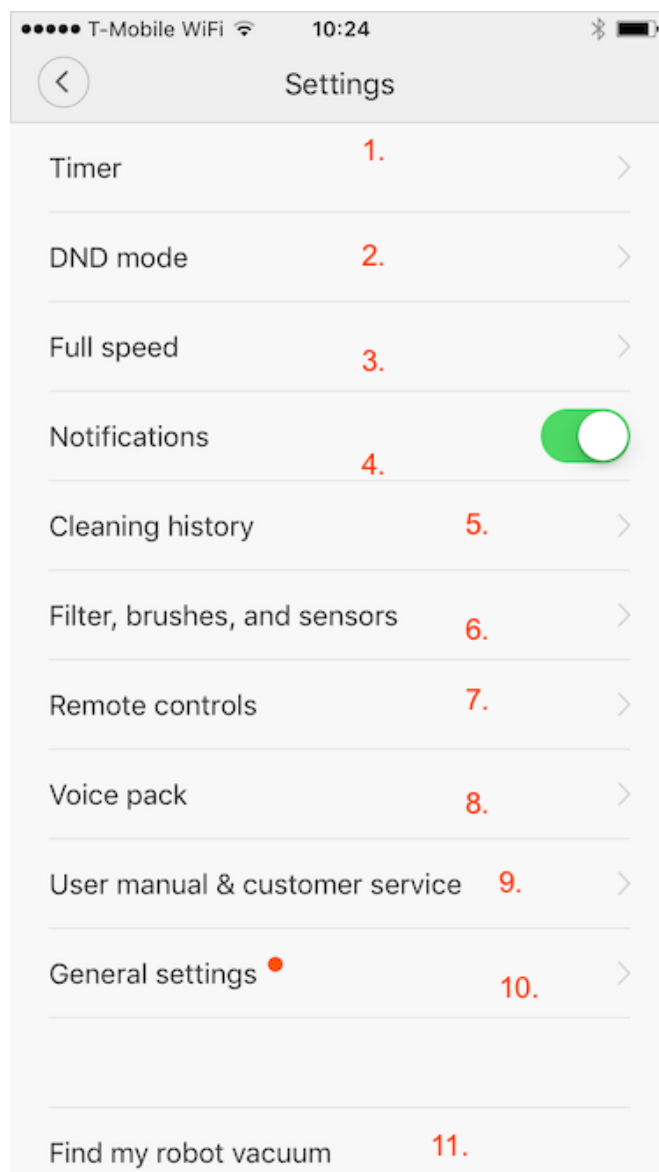 T-Mobile WiFi 10:24
Settings
Timer 1.
DND mode 2.
Full speed 3.
Notifications 4.
Cleaning history 5.
Filter, brushes, and sensors 6.
Remote controls 7.
Voice pack 8.
User manual & customer service 9.
General settings 10.
Find my robot vacuum 11.